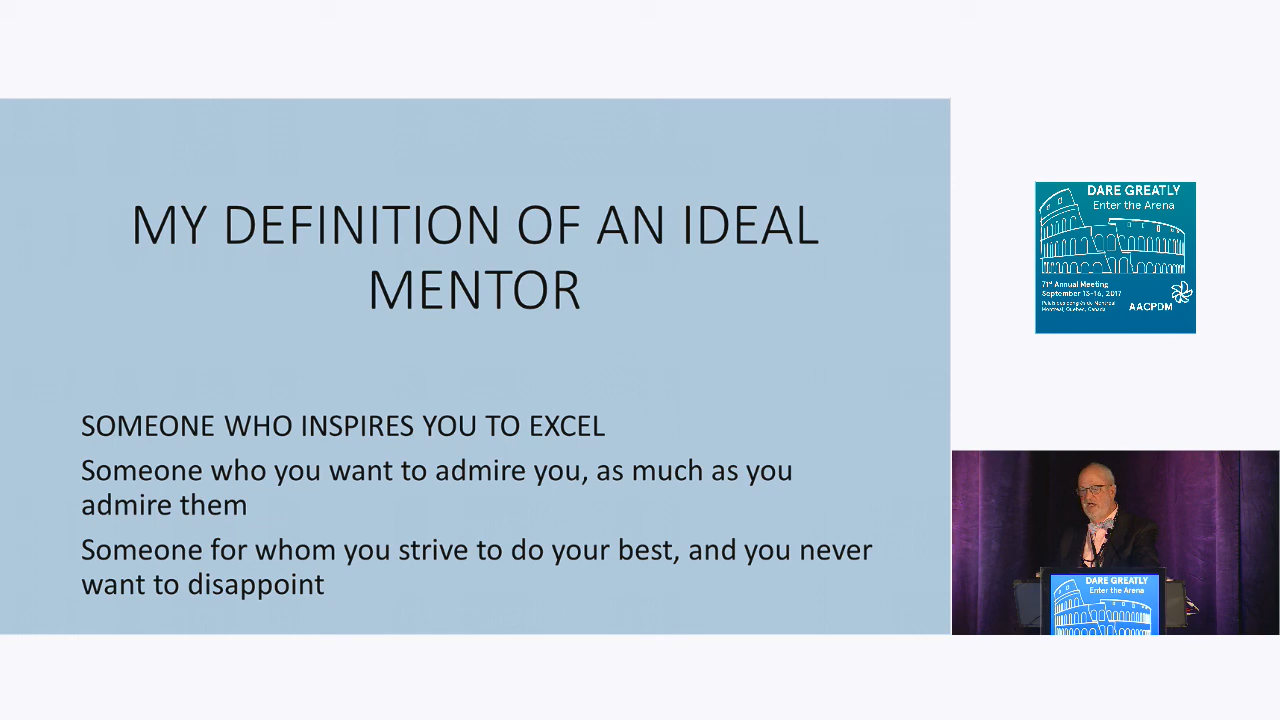 MY DEFINITION OF AN IDEAL
MENTOR
SOMEONE WHO INSPIRES YOU TO EXCEL
Someone who you want to admire you, as much as you
admire them
Someone for whom you strive to do your best, and you never
want to disappoint
DARE GREATLY
Enter the Arena
71st Annual Meeting
September 13-16, 2017
Palais des congrès de Montréal
Montreal, Quebec, Canada
AACPDM
DARE GREATLY
Enter the Arena